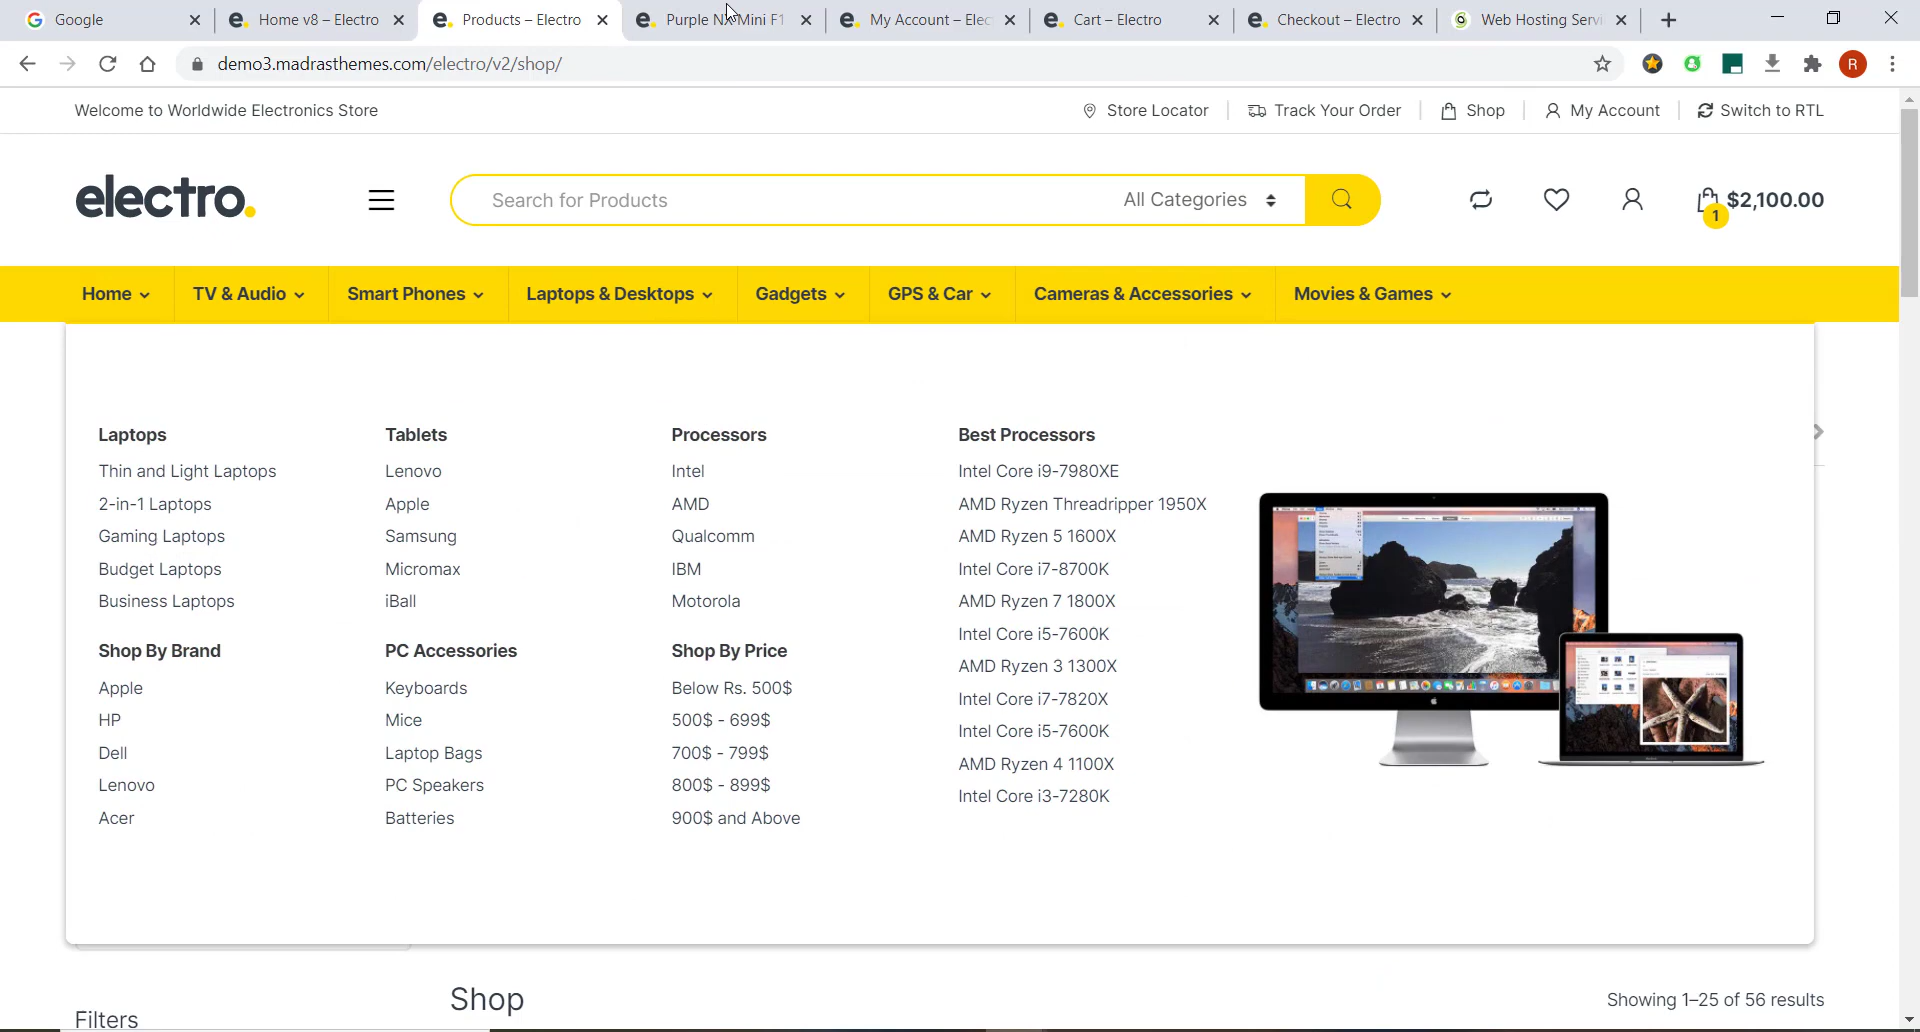 Google
Home v8 – Electro
Products – Electro
Purple NX Mini F1
My Account – Elec
Cart – Electro
Checkout – Electro
Web Hosting Servi
demo3.madrasthemes.com/electro/v2/shop/
R
Welcome to Worldwide Electronics Store
Store Locator
Track Your Order
Shop
My Account
Switch to RTL
electro.
Search for Products
All Categories
1
$2,100.00
Home
TV & Audio
Smart Phones
Laptops & Desktops
Gadgets
GPS & Car
Cameras & Accessories
Movies & Games
Laptops
Thin and Light Laptops
2-in-1 Laptops
Gaming Laptops
Budget Laptops
Business Laptops
Shop By Brand
Apple
HP
Dell
Lenovo
Acer
Tablets
Lenovo
Apple
Samsung
Micromax
iBall
PC Accessories
Keyboards
Mice
Laptop Bags
PC Speakers
Batteries
Processors
Intel
AMD
Qualcomm
IBM
Motorola
Shop By Price
Below Rs. 500$
500$ - 699$
700$ - 799$
800$ - 899$
900$ and Above
Best Processors
Intel Core i9-7980XE
AMD Ryzen Threadripper 1950X
AMD Ryzen 5 1600X
Intel Core i7-8700K
AMD Ryzen 7 1800X
Intel Core i5-7600K
AMD Ryzen 3 1300X
Intel Core i7-7820X
Intel Core i5-7600K
AMD Ryzen 4 1100X
Intel Core i3-7280K
Filters
Shop
Showing 1–25 of 56 results